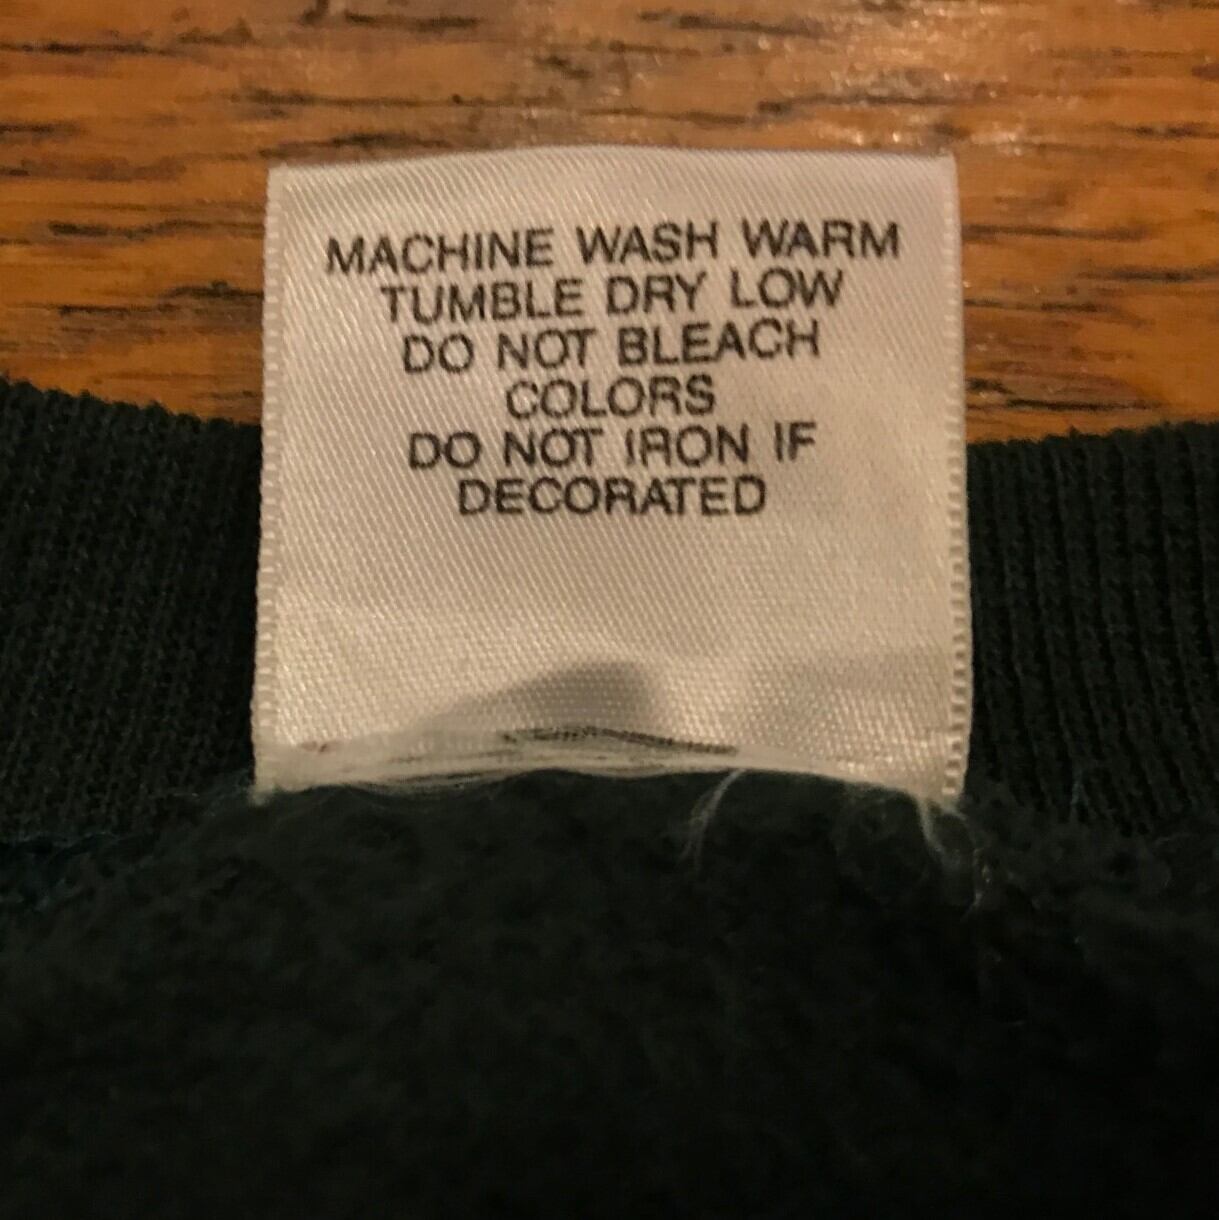 MACHINE WASH WARM
TUMBLE DRY LOW
DO NOT BLEACH
COLORS
DO NOT IRON IF
DECORATED